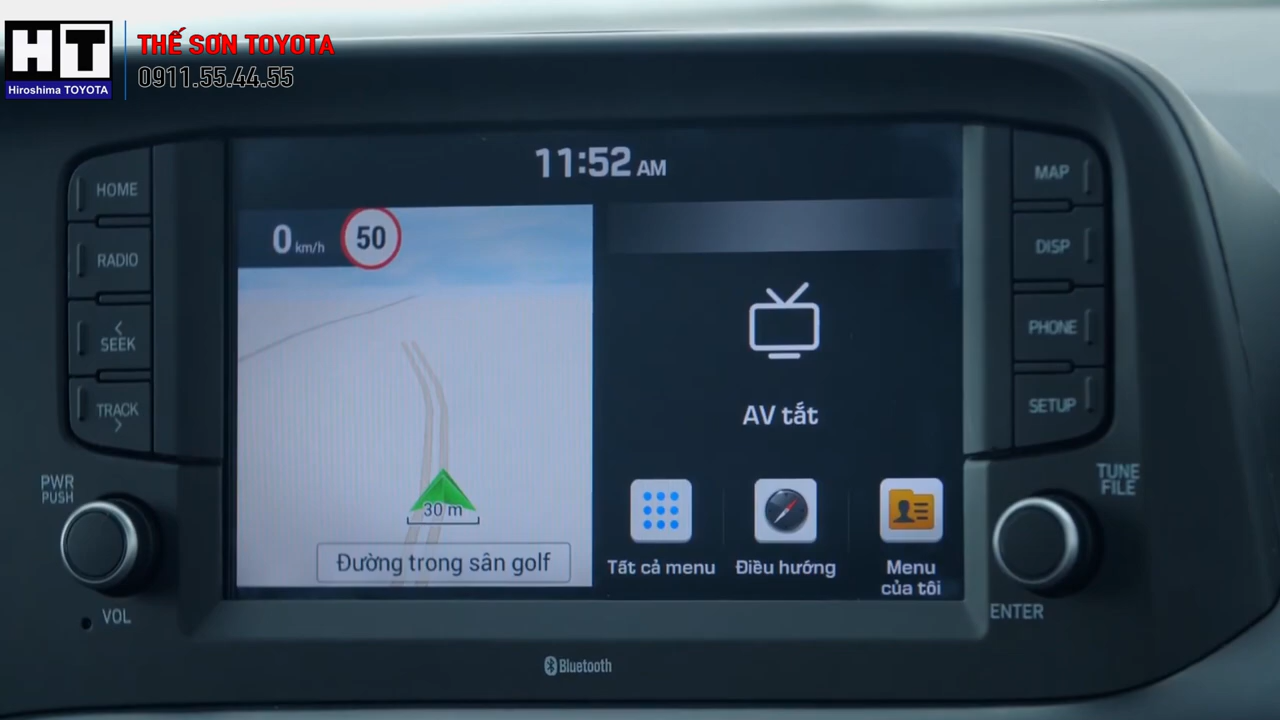 HT
Hiroshima TOYOTA
THẾ SƠN TOYOTA
0911.55.44.55
11:52 AM
HOME
RADIO
SEEK
TRACK
PWR
PUSH
VOL
0 km/h
50
30 m
Đường trong sân golf
AV tắt
Tất cả menu
Điều hướng
Menu
của tôi
MAP
DISP
PHONE
SETUP
TUNE
FILE
ENTER
Bluetooth